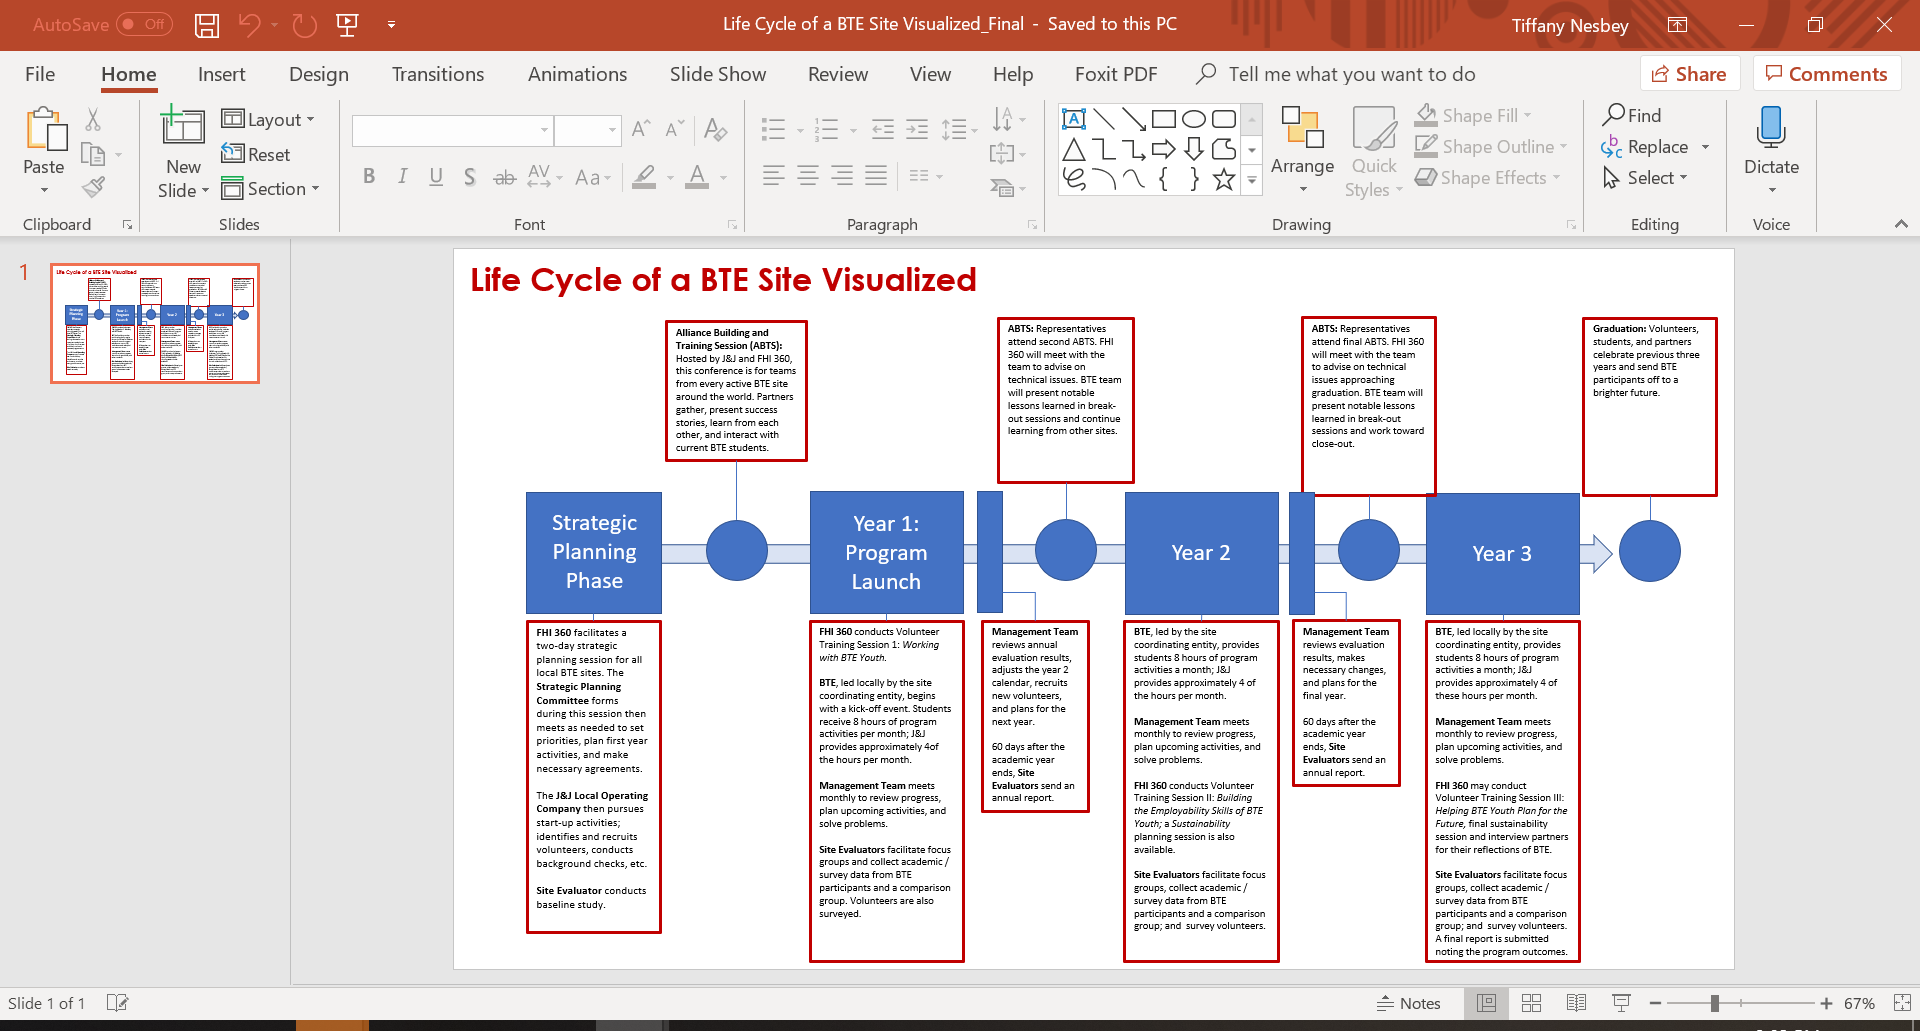 AutoSave Off
Life Cycle of a BTE Site Visualized_Final - Saved to this PC
Tiffany Nesbey
File Home Insert Design Transitions Animations Slide Show Review View Help Foxit PDF Tell me what you want to do
Share Comments
Paste
New
Slide
Layout
Reset
Section
B I U S ab AV Aa A
Arrange
Quick
Styles
Shape Fill
Shape Outline
Shape Effects
Find
Replace
Select
Dictate
Clipboard Slides Font Paragraph Drawing Editing Voice
1
Life Cycle of a BTE Site Visualized
Alliance Building and
Training Session (ABTS):
Hosted by J&J and FHI 360,
this conference is for teams
from every active BTE site
around the world. Partners
gather, present success
stories, learn from each
other, and interact with
current BTE students.
ABTS: Representatives
attend second ABTS. FHI
360 will meet with the
team to advise on
technical issues. BTE team
will present notable
lessons learned in break-
out sessions and continue
learning from other sites.
ABTS: Representatives
attend final ABTS. FHI 360
will meet with the team
to advise on technical
issues approaching
graduation. BTE team will
present notable lessons
learned in break-out
sessions and work toward
close-out.
Graduation: Volunteers,
students, and partners
celebrate previous three
years and send BTE
participants off to a
brighter future.
Strategic
Planning
Phase
Year 1:
Program
Launch
Year 2
Year 3
FHI 360 facilitates a
two-day strategic
planning session for all
local BTE sites. The
Strategic Planning
Committee forms
during this session then
meets as needed to set
priorities, plan first year
activities, and make
necessary agreements.
The J&J Local Operating
Company then pursues
start-up activities;
identifies and recruits
volunteers, conducts
background checks, etc.
Site Evaluator conducts
baseline study.
FHI 360 conducts Volunteer
Training Session 1: Working
with BTE Youth.
BTE, led locally by the site
coordinating entity, begins
with a kick-off event. Students
receive 8 hours of program
activities per month; J&J
provides approximately 4of
the hours per month.
Management Team meets
monthly to review progress,
plan upcoming activities, and
solve problems.
Site Evaluators facilitate focus
groups and collect academic /
survey data from BTE
participants and a comparison
group. Volunteers are also
surveyed.
Management Team
reviews annual
evaluation results,
adjusts the year 2
calendar, recruits
new volunteers,
and plans for the
next year.
60 days after the
academic year
ends, Site
Evaluators send an
annual report.
BTE, led by the site
coordinating entity, provides
students 8 hours of program
activities a month; J&J
provides approximately 4 of
the hours per month.
Management Team meets
monthly to review progress,
plan upcoming activities, and
solve problems.
FHI 360 conducts Volunteer
Training Session II: Building
the Employability Skills of BTE
Youth; a Sustainability
planning session is also
available.
Site Evaluators facilitate focus
groups, collect academic /
survey data from BTE
participants and a comparison
group; and survey volunteers.
Management Team
reviews evaluation
results, makes
necessary changes,
and plans for the
final year.
60 days after the
academic year
ends, Site
Evaluators send an
annual report.
BTE, led locally by the site
coordinating entity, provides
students 8 hours of program
activities a month; J&J
provides approximately 4 of
these hours per month.
Management Team meets
monthly to review progress,
plan upcoming activities, and
solve problems.
FHI 360 may conduct
Volunteer Training Session III:
Helping BTE Youth Plan for the
Future, final sustainability
session and interview partners
for their reflections of BTE.
Site Evaluators facilitate focus
groups, collect academic /
survey data from BTE
participants and a comparison
group; and survey volunteers.
A final report is submitted
noting the program outcomes.
Slide 1 of 1
Notes
67%